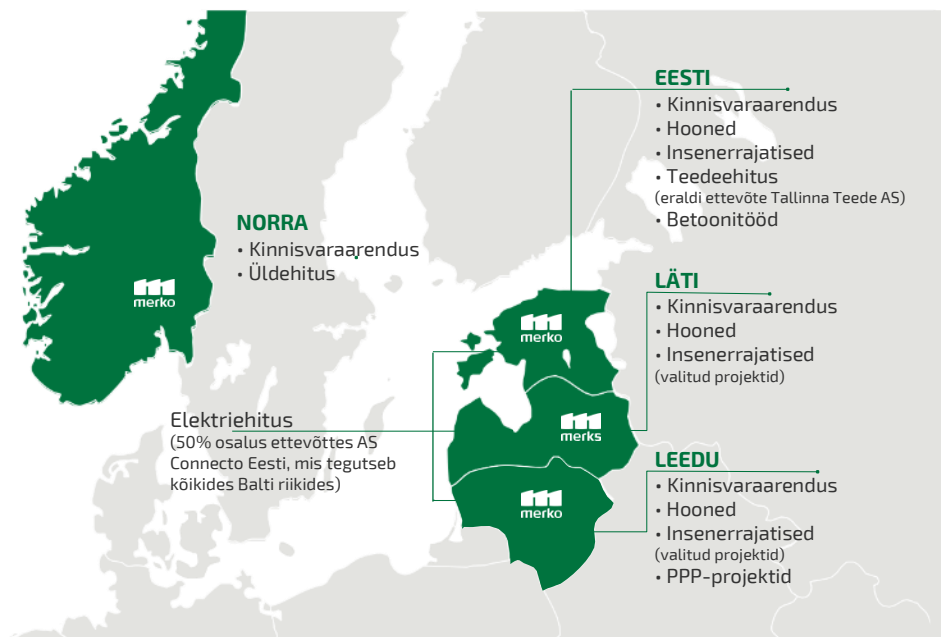 EESTI
• Kinnisvaraarendus
• Hooned
• Insenerrajatised
• Teedeehitus
(eraldi ettevõte Tallinna Teede AS)
• Betoonitööd
NORRA
• Kinnisvaraarendus
• Üldehitus
merko
LÄTI
• Kinnisvaraarendus
• Hooned
• Insenerrajatised
(valitud projektid)
merko
merks
Elektriehitus
(50% osalus ettevõttes AS
Connecto Eesti, mis tegutseb
kõikides Balti riikides)
LEEDU
• Kinnisvaraarendus
• Hooned
• Insenerrajatised
(valitud projektid)
• PPP-projektid
merko